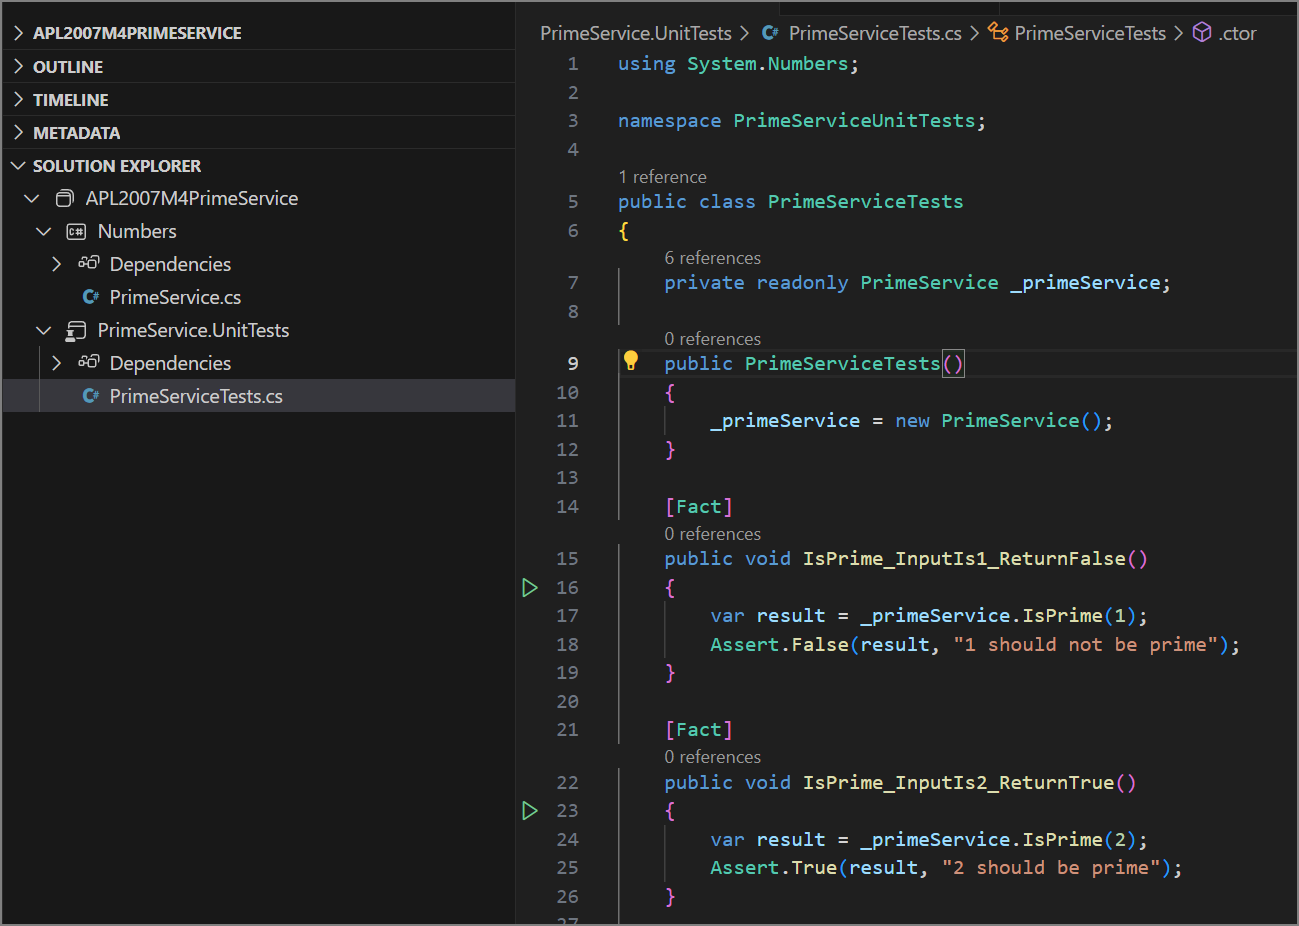 APL2007M4PRIMESERVICE
OUTLINE
TIMELINE
METADATA
SOLUTION EXPLORER
APL2007M4PrimeService
Numbers
Dependencies
PrimeService.cs
PrimeService.UnitTests
Dependencies
PrimeServiceTests.cs
PrimeService.UnitTests > C# PrimeServiceTests.cs > PrimeServiceTests > .ctor
1 using System.Numbers;
2
3 namespace PrimeServiceUnitTests;
4
1 reference
5 public class PrimeServiceTests
6 {
6 references
7 private readonly PrimeService _primeService;
8
0 references
9 public PrimeServiceTests()
10 {
11 _primeService = new PrimeService();
12 }
13
14 [Fact]
0 references
15 public void IsPrime_InputIs1_ReturnFalse()
16 {
17 var result = _primeService.IsPrime(1);
18 Assert.False(result, "1 should not be prime");
19 }
20
21 [Fact]
0 references
22 public void IsPrime_InputIs2_ReturnTrue()
23 {
24 var result = _primeService.IsPrime(2);
25 Assert.True(result, "2 should be prime");
26 }
27